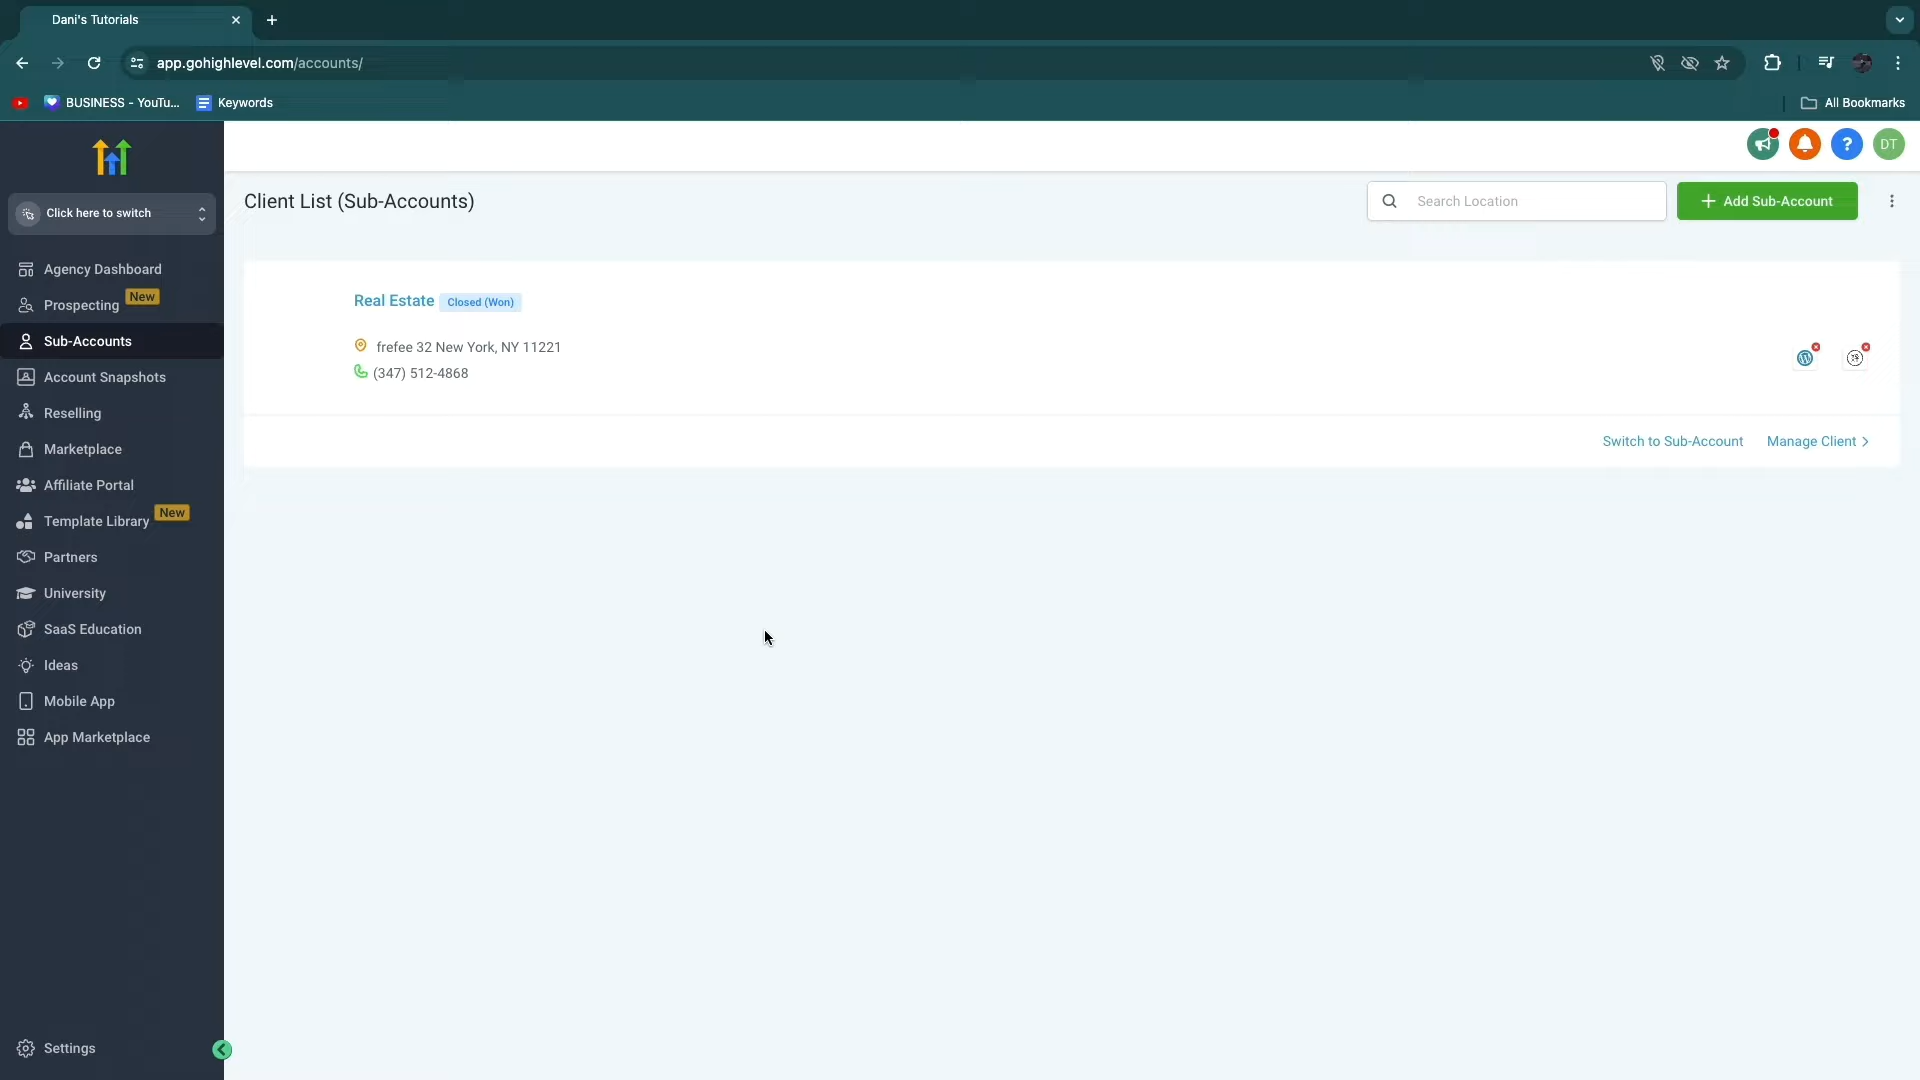 Dani's Tutorials
app.gohighlevel.com/accounts/
BUSINESS - YouTu...
Keywords
All Bookmarks
Click here to switch
Agency Dashboard
Prospecting New
Sub-Accounts
Account Snapshots
Reselling
Marketplace
Affiliate Portal
Template Library New
Partners
University
SaaS Education
Ideas
Mobile App
App Marketplace
Settings
DT
Client List (Sub-Accounts)
Search Location
+ Add Sub-Account
Real Estate Closed (Won)
frefee 32 New York, NY 11221
(347) 512-4868
Switch to Sub-Account Manage Client >